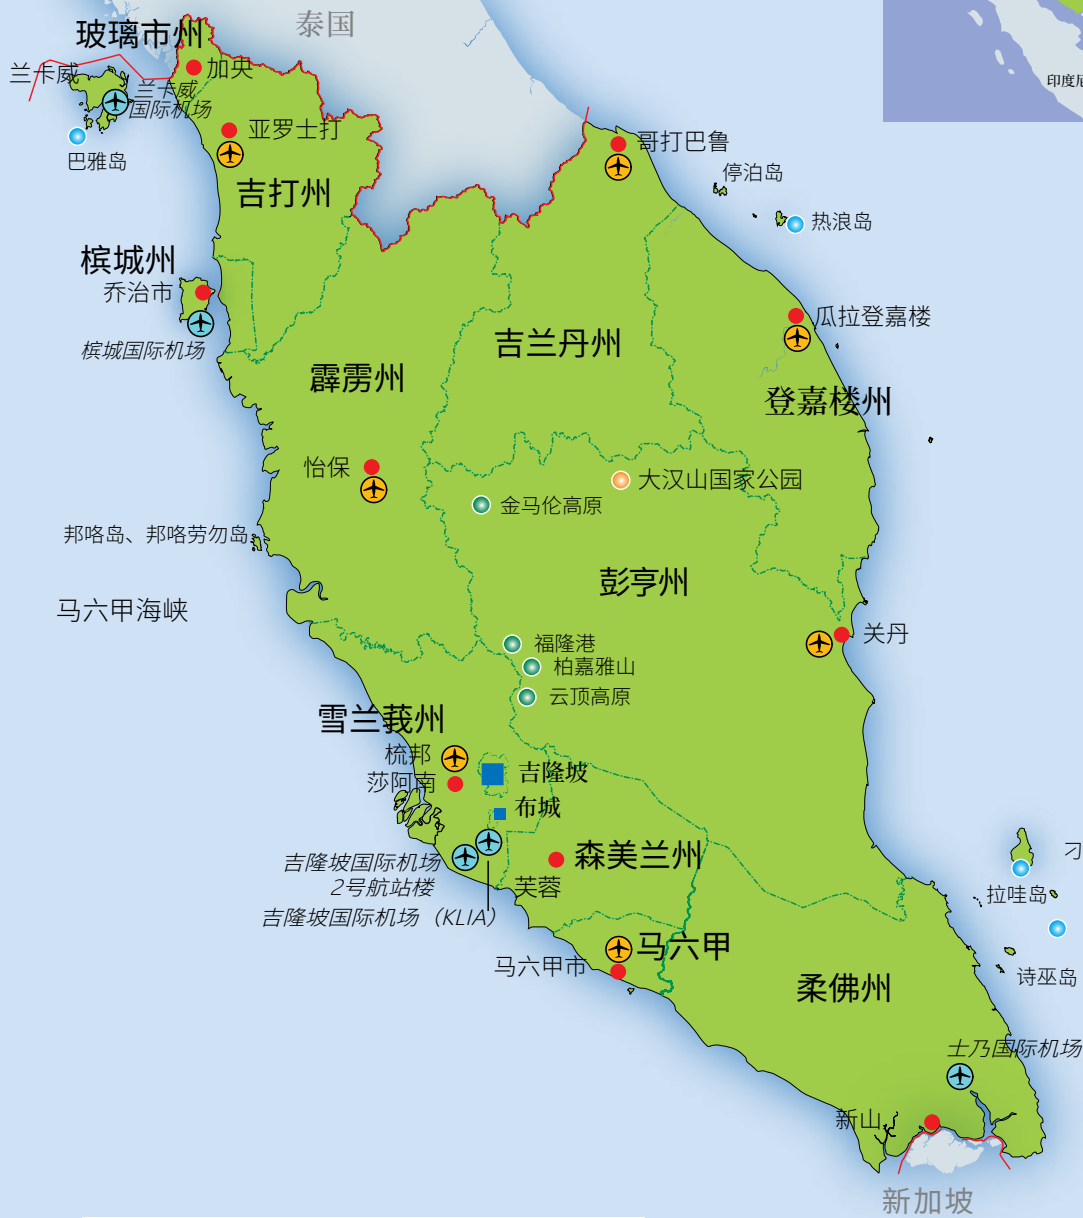 泰国
玻璃市州
兰卡威
加央
印度尼
兰卡威
国际机场
亚罗士打
哥打巴鲁
巴雅岛
停泊岛
吉打州
热浪岛
槟城州
乔治市
瓜拉登嘉楼
槟城国际机场
吉兰丹州
霹雳州
登嘉楼州
怡保
大汉山国家公园
金马伦高原
邦咯岛、邦咯劳勿岛
彭亨州
马六甲海峡
关丹
福隆港
柏嘉雅山
云顶高原
雪兰莪州
梳邦
吉隆坡
莎阿南
布城
吉隆坡国际机场
2号航站楼
森美兰州
刁
芙蓉
拉哇岛
吉隆坡国际机场（KLIA）
马六甲
马六甲市
诗巫岛
柔佛州
士乃国际机场
新山
新加坡